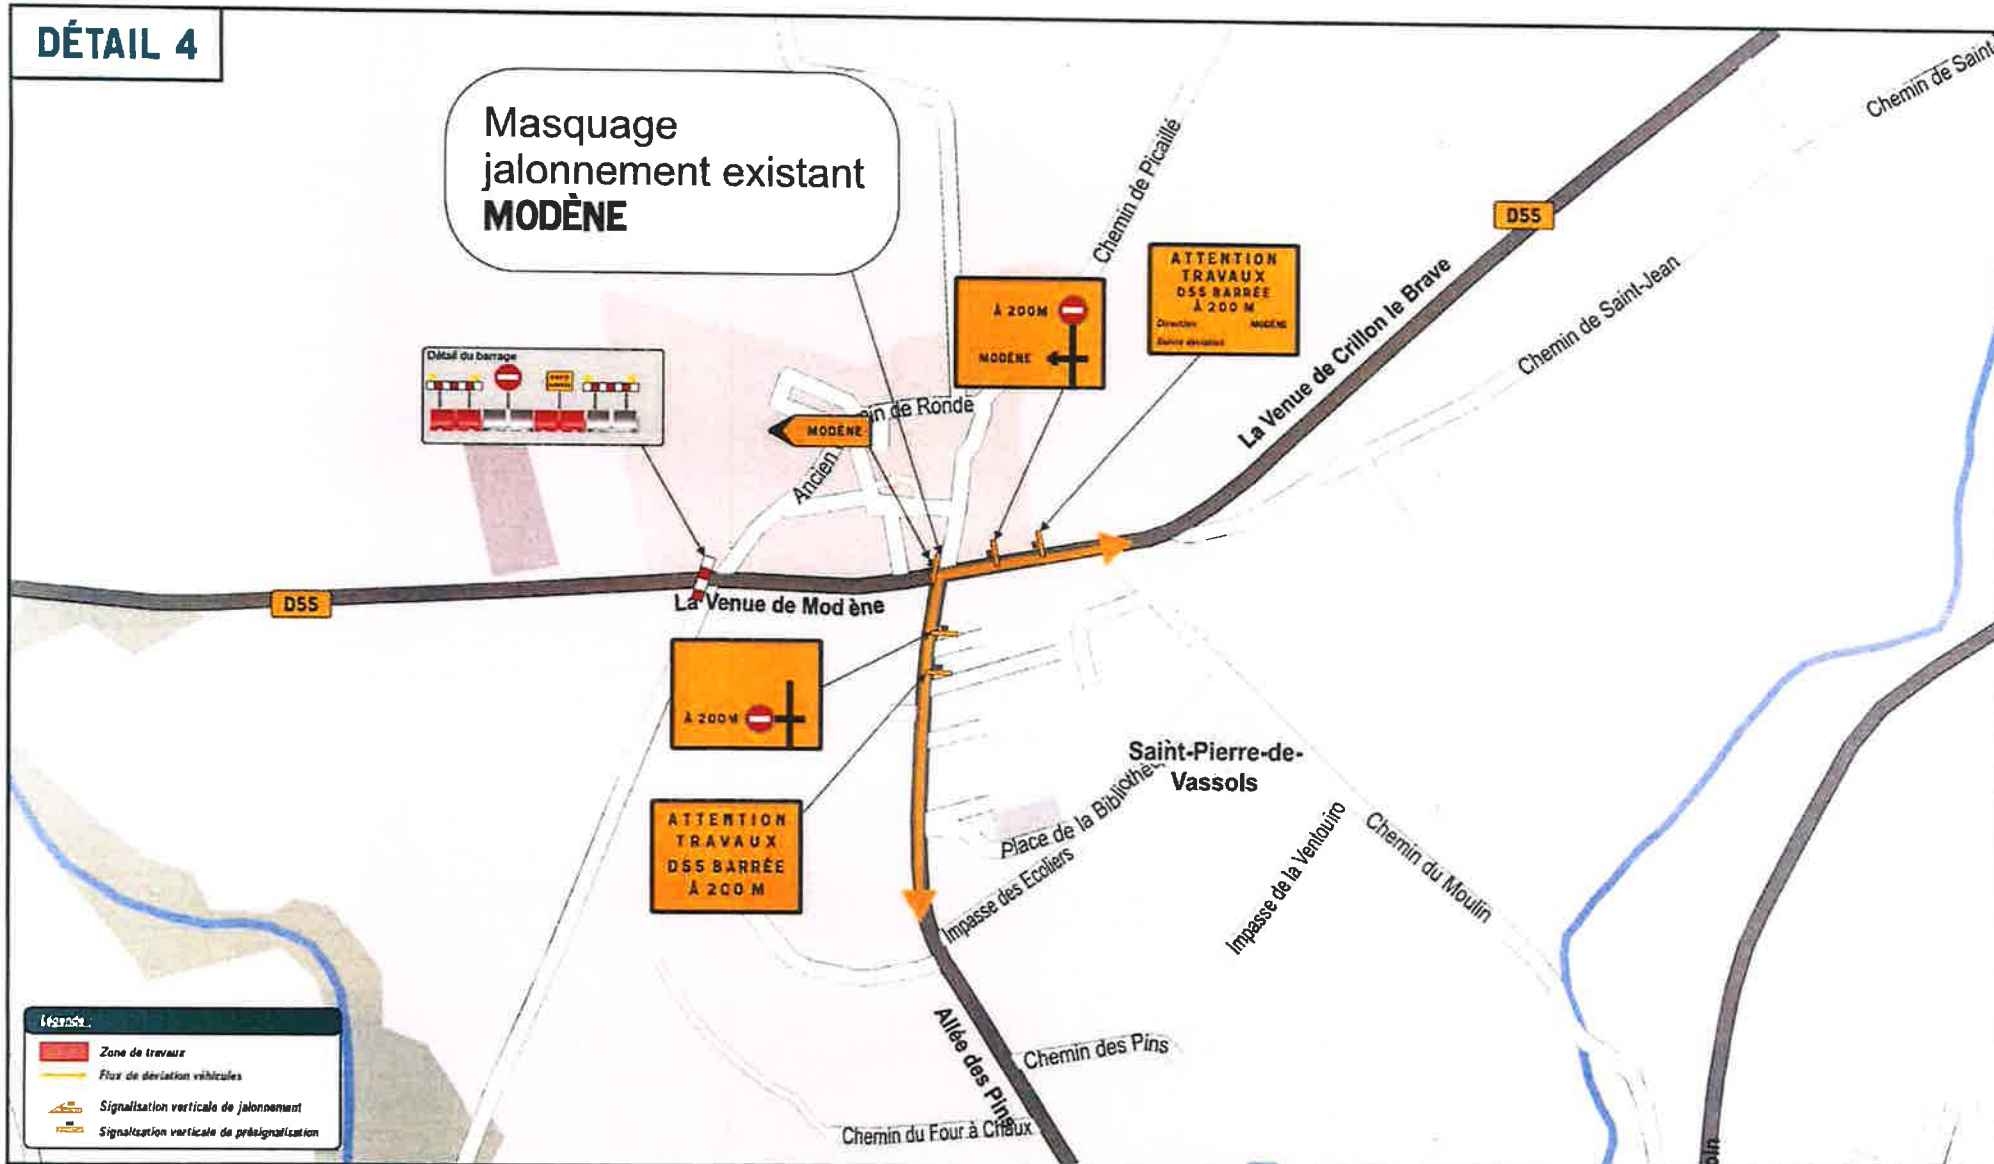 DÉTAIL 4
Masquage
jalonnement existant
MODÈNE
Chemin de Saint-
Chemin de Picaillé
D55
À 200M
MODÈNE
ATTENTION
TRAVAUX
D55 BARRÉE
À 200 M
Direction MODÈNE
Suivre déviation
La Venue de Crillon le Brave
Chemin de Saint-Jean
Détail du barrage
in de Ronde
MODÈNE
Ancien
D55
La Venue de Mod ène
À 200M
ATTENTION
TRAVAUX
D55 BARRÉE
À 200 M
Saint-Pierre-de-
Vassols
Place de la Bibliothèq
Impasse des Ecoliers
Impasse de la Ventouiro
Chemin du Moulin
Allée des Pins
Chemin des Pins
Chemin du Four à Chaux
Légende :
Zone de travaux
Flux de déviation véhicules
Signalisation verticale de jalonnement
Signalisation verticale de présignalisation